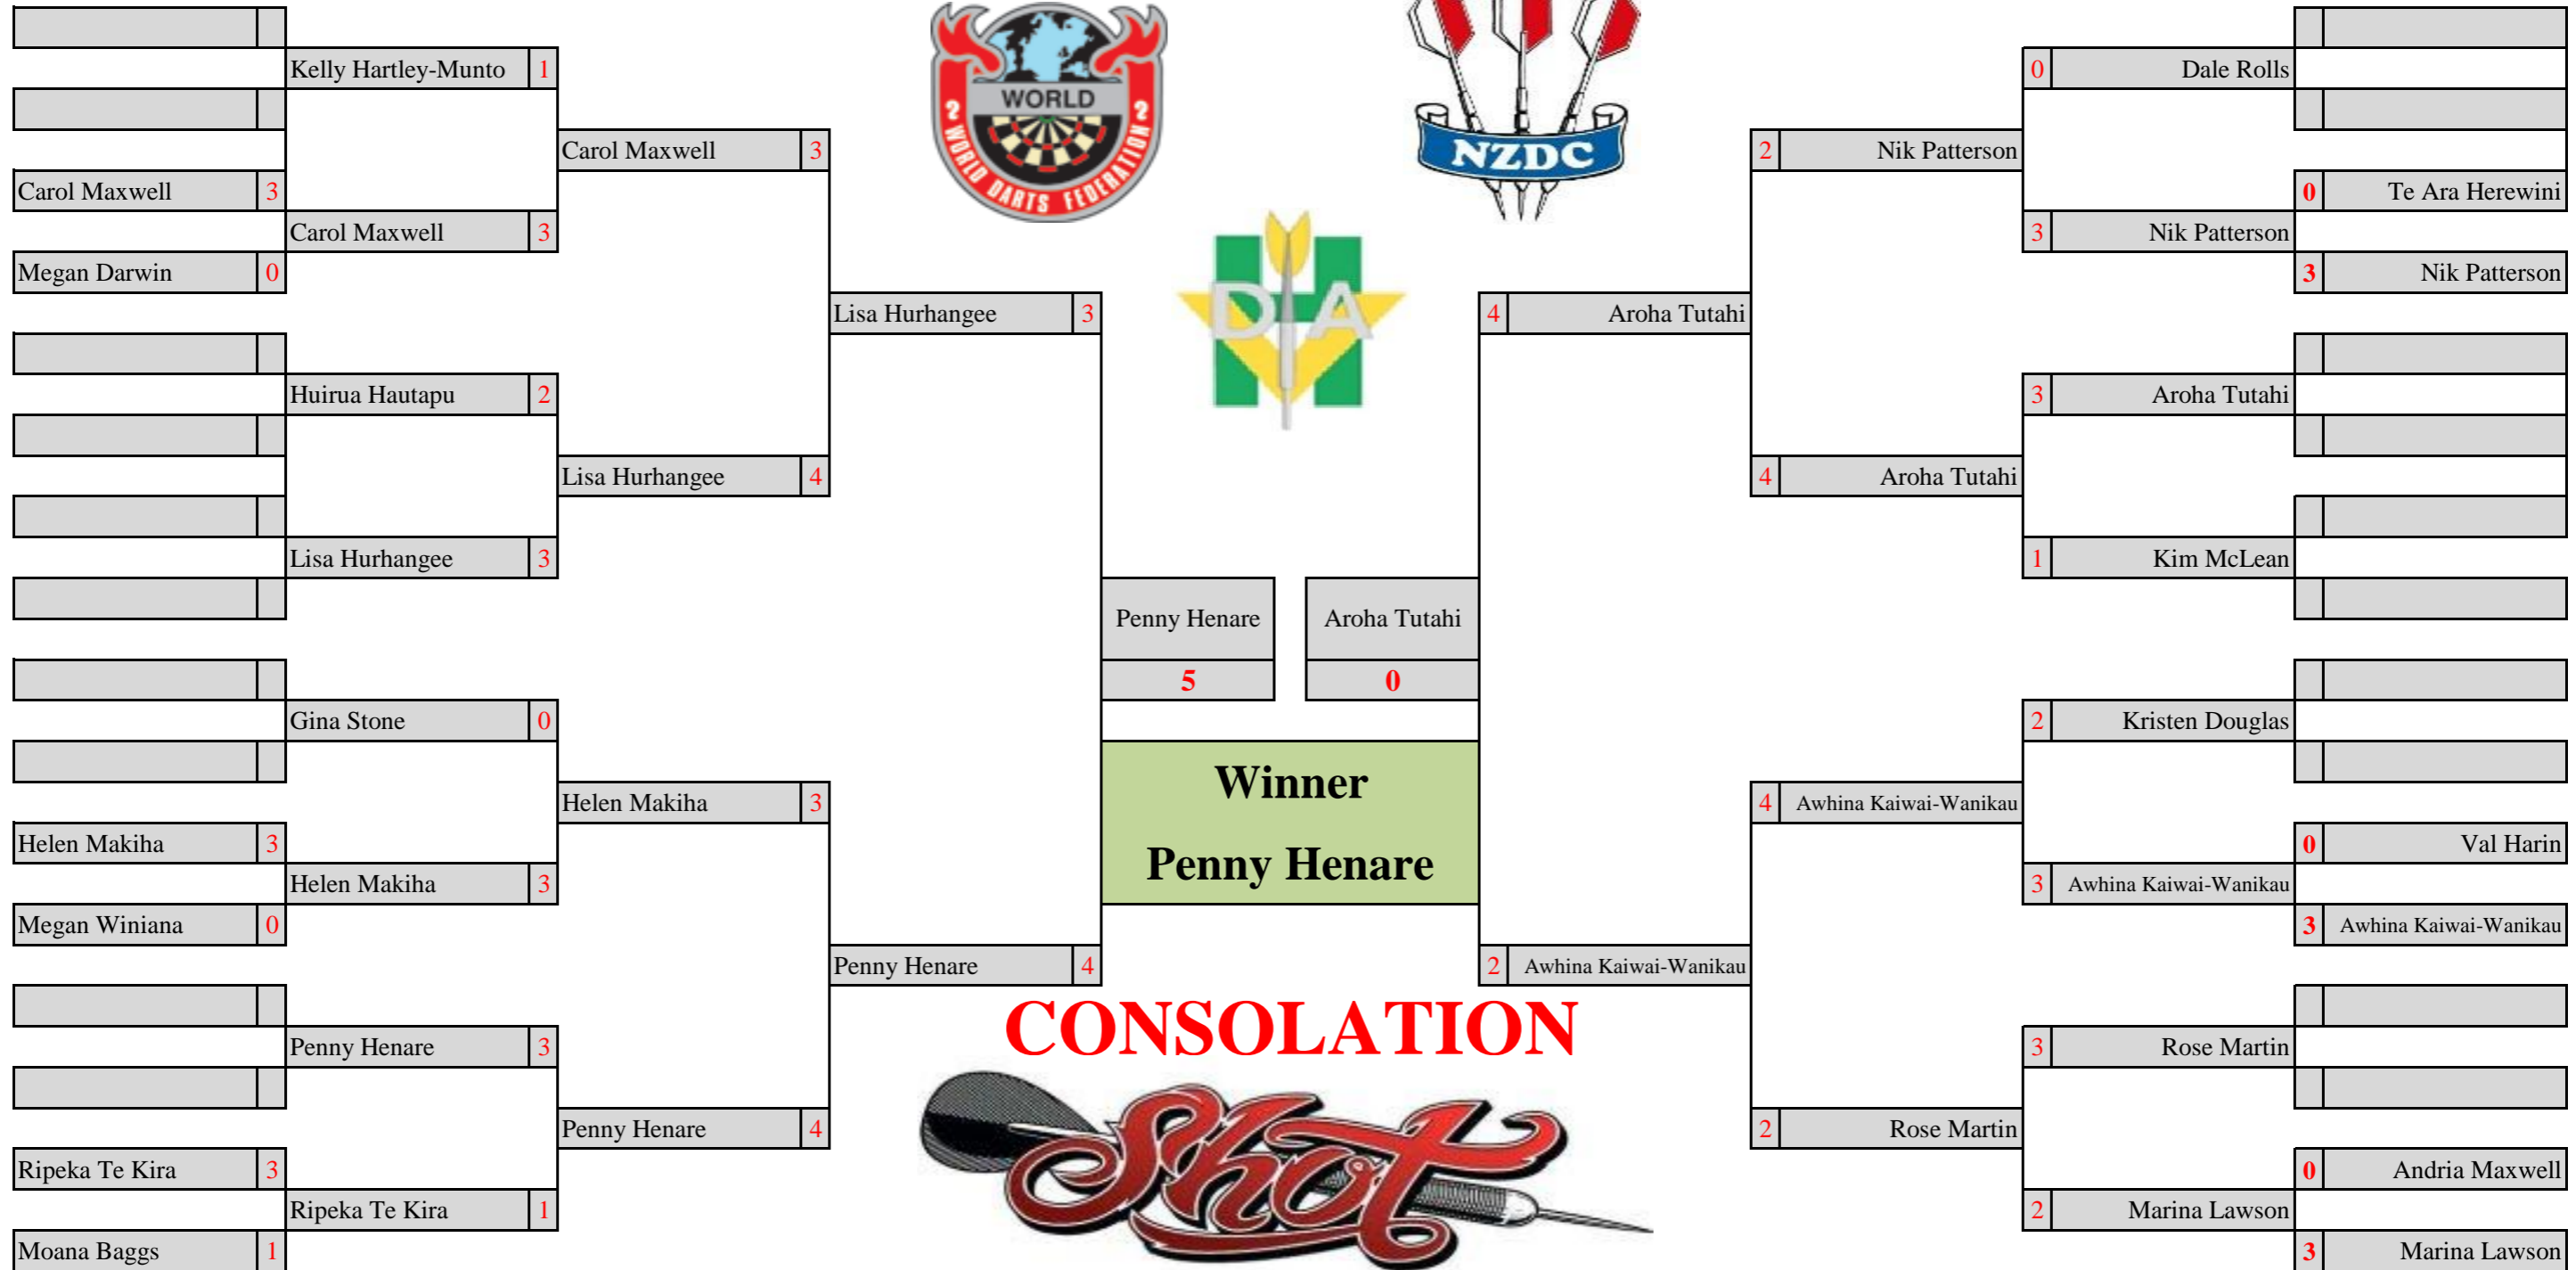 Kelly Hartley-Munto 1
Carol Maxwell 3
Carol Maxwell 3
Carol Maxwell 3
Megan Darwin 0
Lisa Hurhangee 3
Huirua Hautapu 2
Lisa Hurhangee 4
Lisa Hurhangee 3
Gina Stone 0
Helen Makiha 3
Helen Makiha 3
Helen Makiha 3
Megan Winiana 0
Penny Henare 4
Penny Henare 3
Penny Henare 4
Ripeka Te Kira 3
Ripeka Te Kira 1
Moana Baggs 1
WORLD
2 WORLD DARTS FEDERATION 2
NZDC
DA
Penny Henare
5
Aroha Tutahi
0
Winner
Penny Henare
CONSOLATION
Shot
0 Dale Rolls
2 Nik Patterson
0 Te Ara Herewini
3 Nik Patterson
3 Nik Patterson
4 Aroha Tutahi
3 Aroha Tutahi
4 Aroha Tutahi
1 Kim McLean
2 Kristen Douglas
4 Awhina Kaiwai-Wanikau
0 Val Harin
3 Awhina Kaiwai-Wanikau
3 Awhina Kaiwai-Wanikau
2 Awhina Kaiwai-Wanikau
3 Rose Martin
2 Rose Martin
0 Andria Maxwell
2 Marina Lawson
3 Marina Lawson